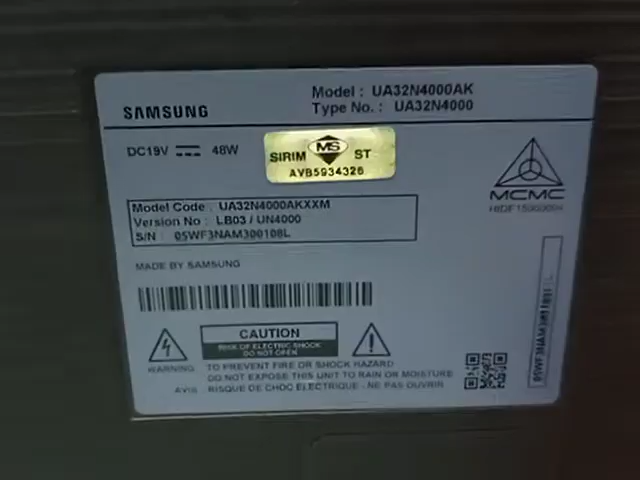 SAMSUNG
Model : UA32N4000AK
Type No. : UA32N4000
DC19V 48W
SIRIM MS ST
AVB5934326
MCMC
Model Code : UA32N4000AKXXM
Version No : LB03 / UN4000
S/N : 05WF3NAM300108L
MADE BY SAMSUNG
CAUTION
RISK OF ELECTRIC SHOCK
DO NOT OPEN
WARNING : TO PREVENT FIRE OR SHOCK HAZARD
DO NOT EXPOSE THIS UNIT TO RAIN OR MOISTURE
AVIS : RISQUE DE CHOC ELECTRIQUE - NE PAS OUVRIR